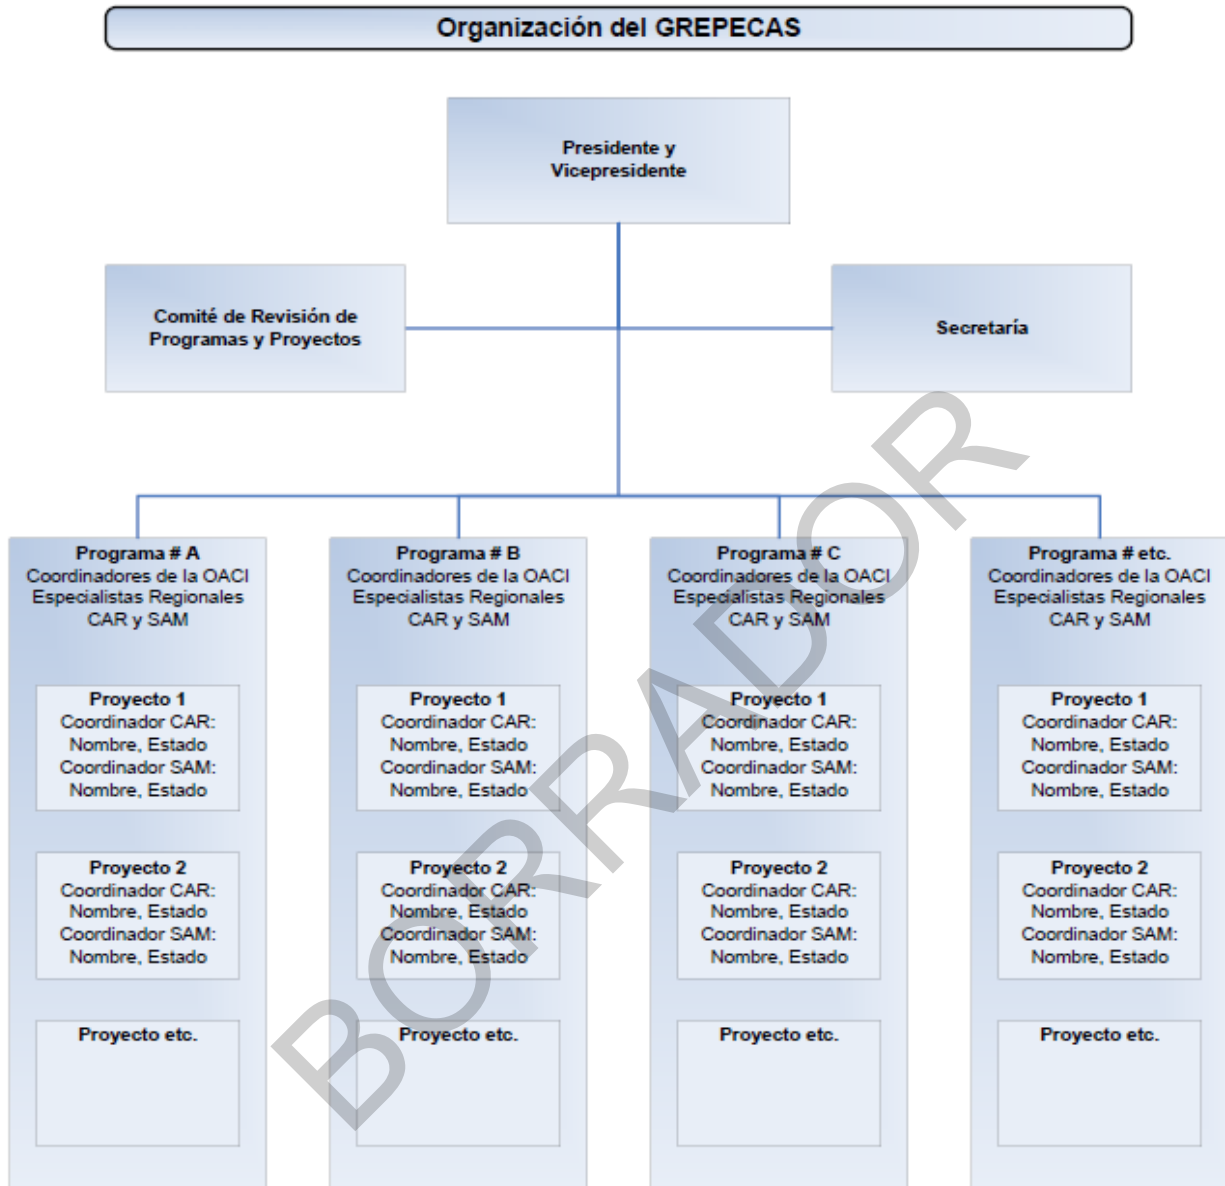 Organización del GREPECAS
Presidente y
Vicepresidente
Comité de Revisión de
Programas y Proyectos
Secretaría
Programa # A
Coordinadores de la OACI
Especialistas Regionales
CAR y SAM
Proyecto 1
Coordinador CAR:
Nombre, Estado
Coordinador SAM:
Nombre, Estado
Proyecto 2
Coordinador CAR:
Nombre, Estado
Coordinador SAM:
Nombre, Estado
Proyecto etc.
Programa # B
Coordinadores de la OACI
Especialistas Regionales
CAR y SAM
Proyecto 1
Coordinador CAR:
Nombre, Estado
Coordinador SAM:
Nombre, Estado
Proyecto 2
Coordinador CAR:
Nombre, Estado
Coordinador SAM:
Nombre, Estado
Proyecto etc.
Programa # C
Coordinadores de la OACI
Especialistas Regionales
CAR y SAM
Proyecto 1
Coordinador CAR:
Nombre, Estado
Coordinador SAM:
Nombre, Estado
Proyecto 2
Coordinador CAR:
Nombre, Estado
Coordinador SAM:
Nombre, Estado
Proyecto etc.
Programa # etc.
Coordinadores de la OACI
Especialistas Regionales
CAR y SAM
Proyecto 1
Coordinador CAR:
Nombre, Estado
Coordinador SAM:
Nombre, Estado
Proyecto 2
Coordinador CAR:
Nombre, Estado
Coordinador SAM:
Nombre, Estado
Proyecto etc.
BORRADOR